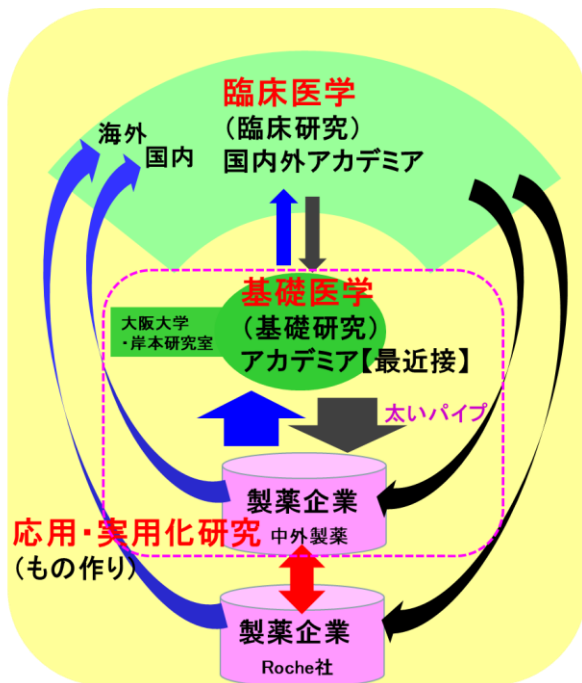 臨床医学
(臨床研究)
国内外アカデミア
海外
国内
基礎医学
(基礎研究)
アカデミア【最近接】
大阪大学
・岸本研究室
太いパイプ
製薬企業
中外製薬
応用・実用化研究
(もの作り)
製薬企業
Roche社